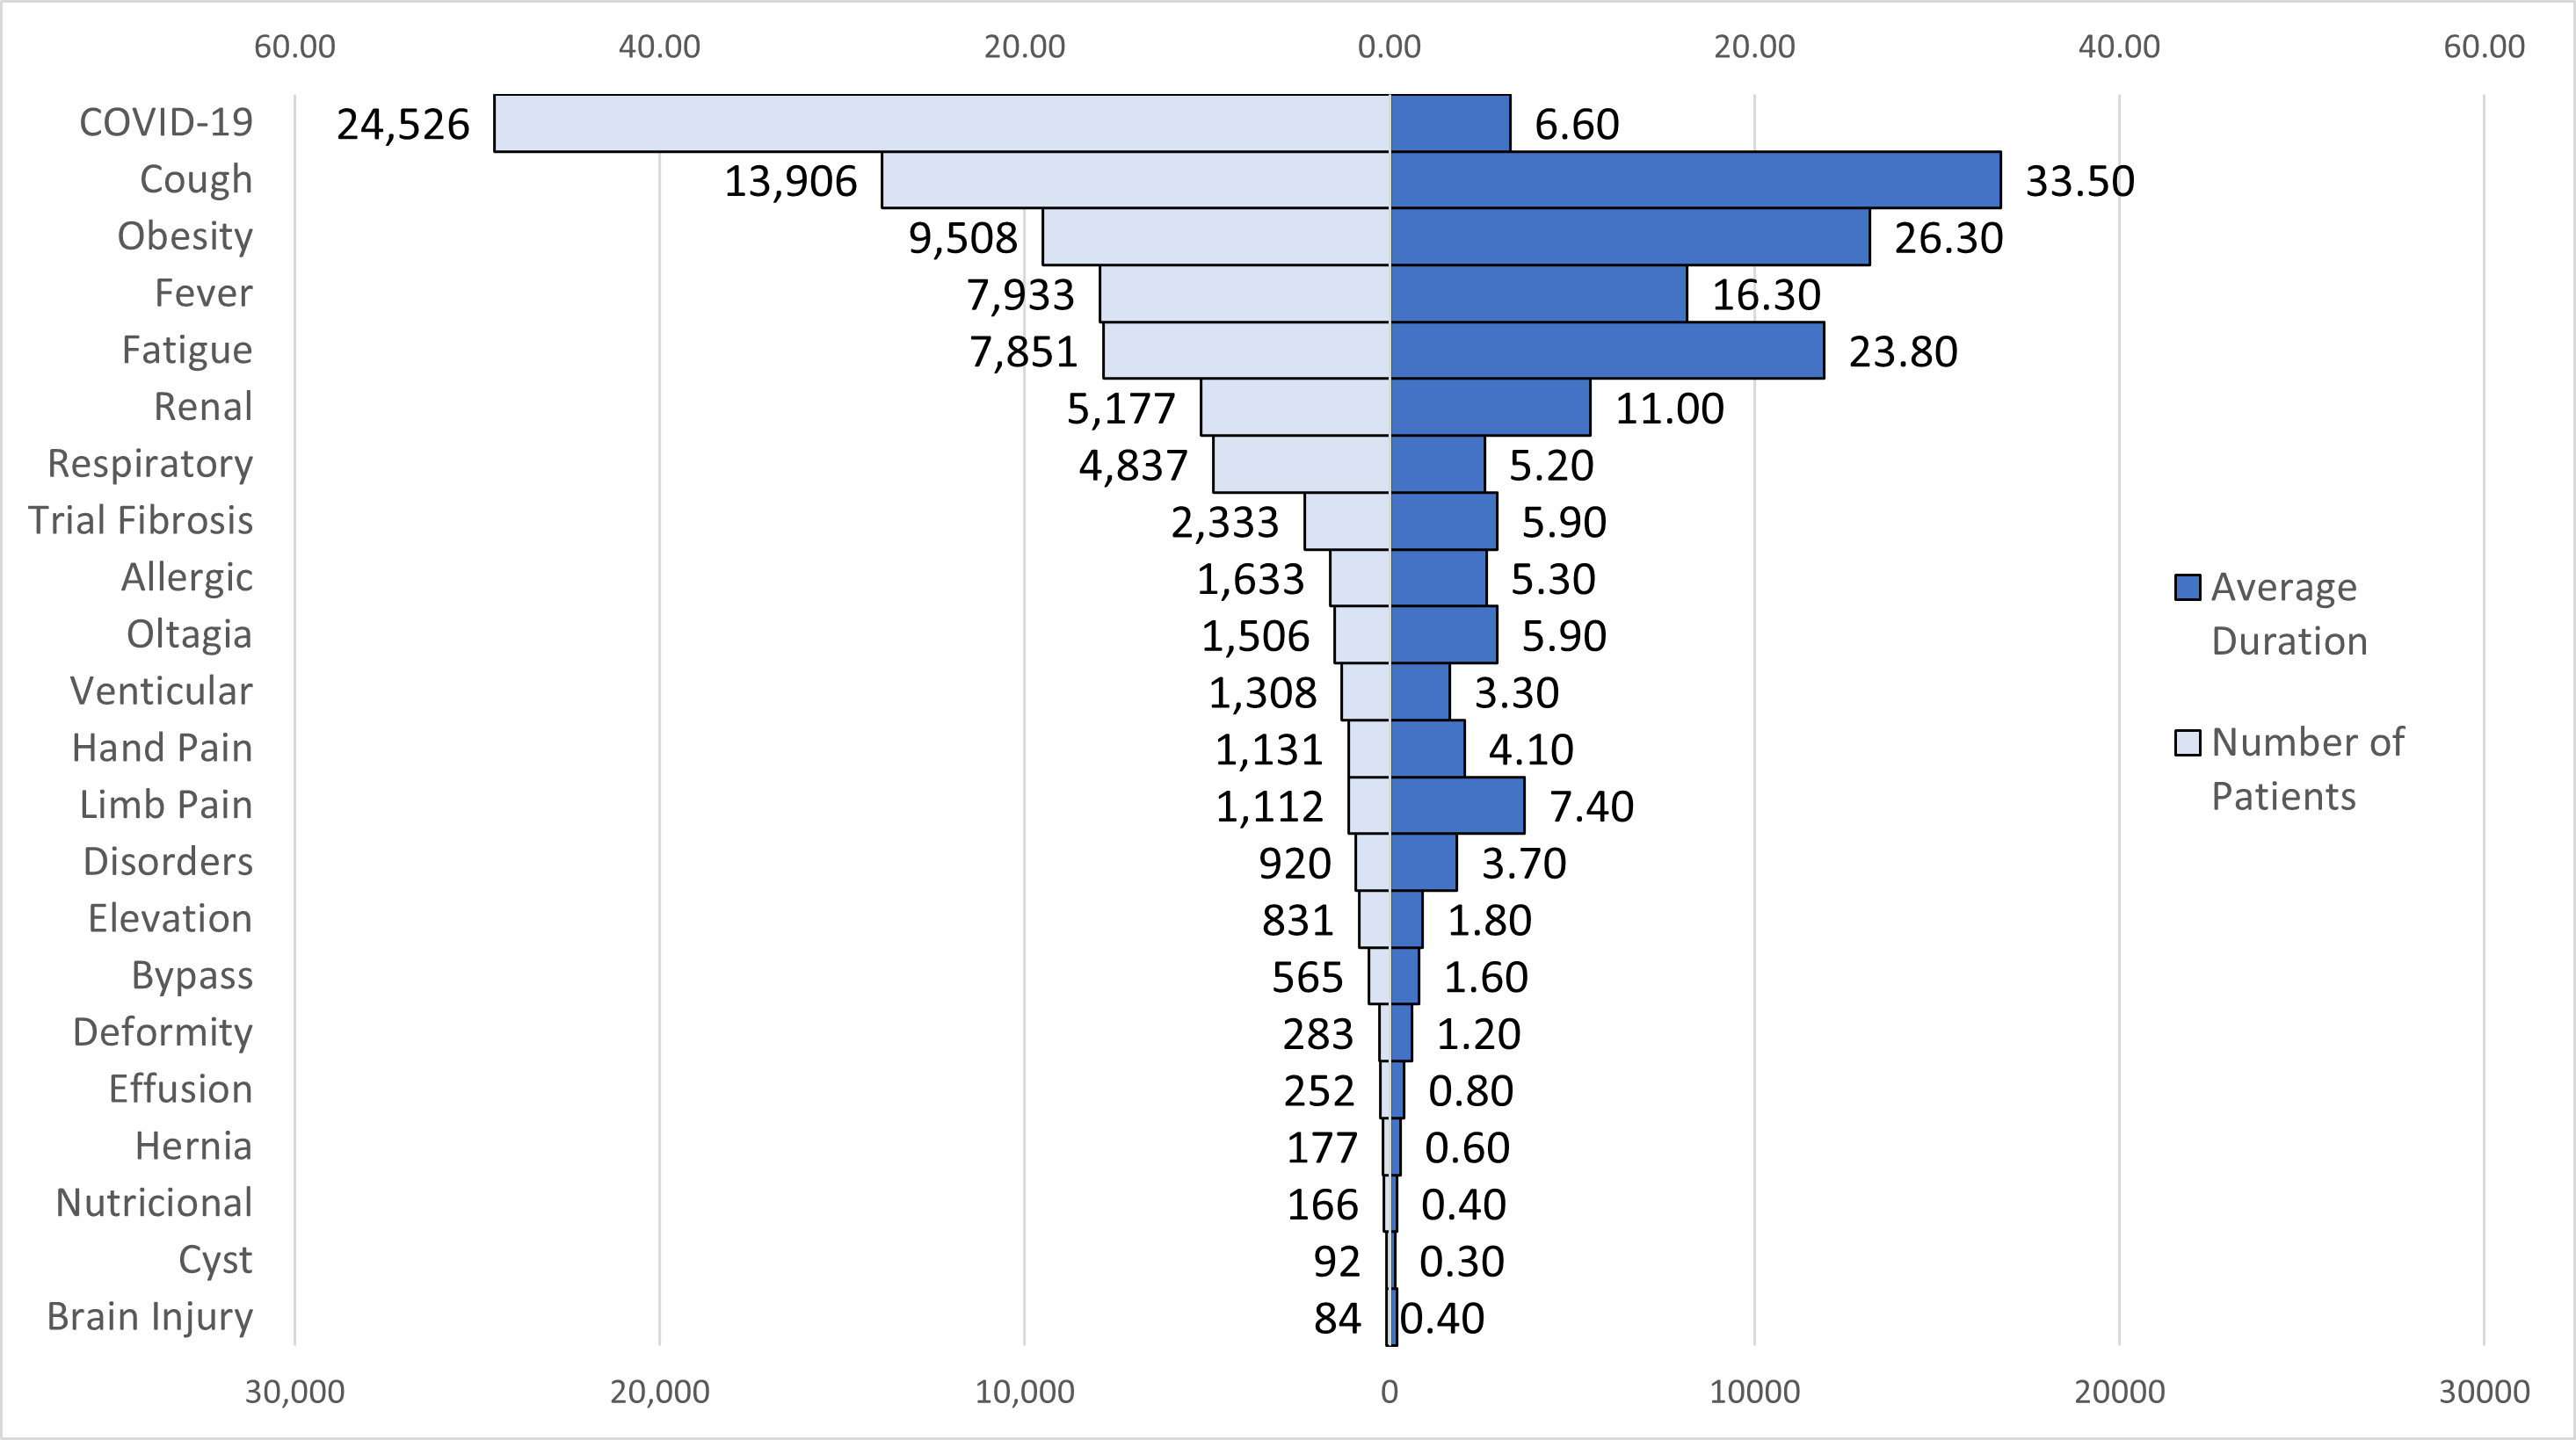 60.00 40.00 20.00 0.00 20.00 40.00 60.00
COVID-19 24,526 6.60
Cough 13,906 33.50
Obesity 9,508 26.30
Fever 7,933 16.30
Fatigue 7,851 23.80
Renal 5,177 11.00
Respiratory 4,837 5.20
Trial Fibrosis 2,333 5.90
Allergic 1,633 5.30
Oltagia 1,506 5.90
Venticular 1,308 3.30
Hand Pain 1,131 4.10
Limb Pain 1,112 7.40
Disorders 920 3.70
Elevation 831 1.80
Bypass 565 1.60
Deformity 283 1.20
Effusion 252 0.80
Hernia 177 0.60
Nutricional 166 0.40
Cyst 92 0.30
Brain Injury 84 0.40
30,000 20,000 10,000 0 10000 20000 30000
Average
Duration
Number of
Patients